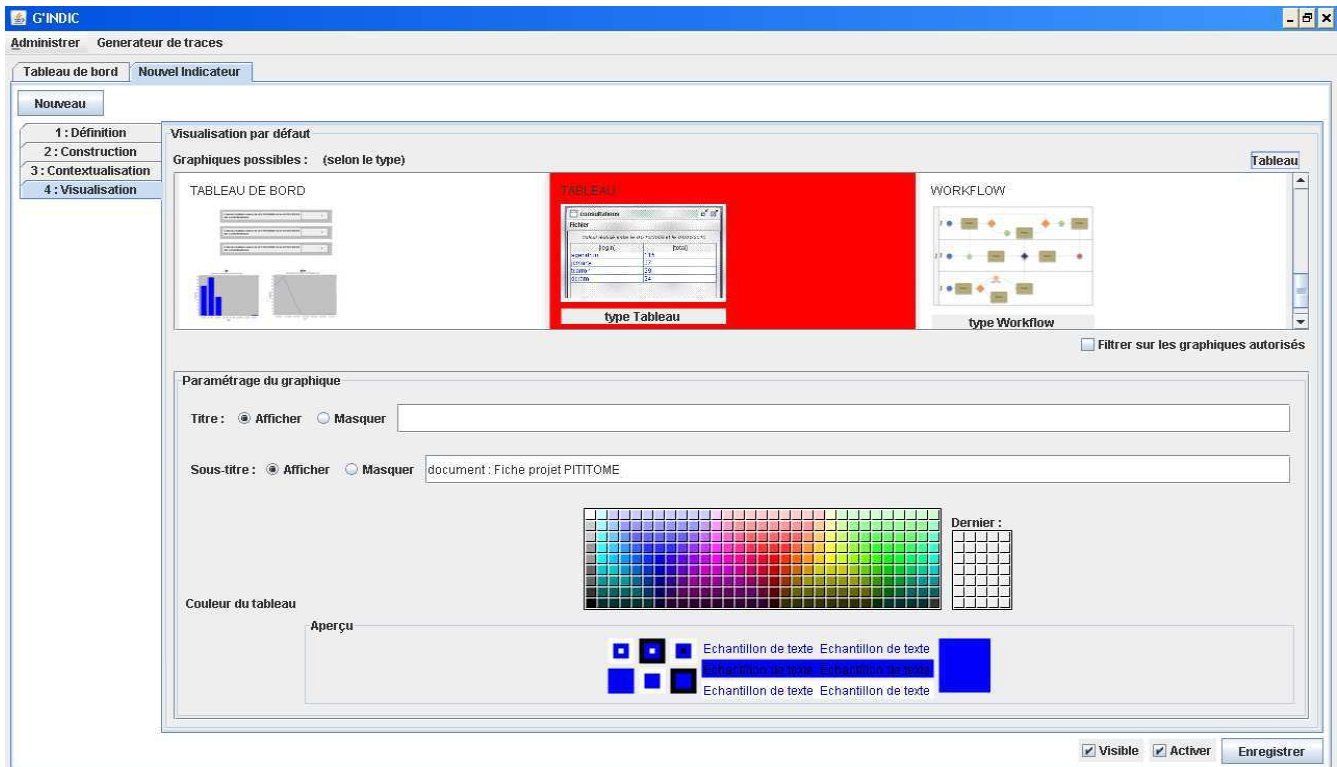 G'INDIC
Administrer Generateur de traces
Tableau de bord Nouvel Indicateur
Nouveau
1 : Définition
2 : Construction
3 : Contextualisation
4 : Visualisation
Visualisation par défaut
Graphiques possibles : (selon le type) Tableau
TABLEAU DE BORD TABLEAU WORKFLOW
consultations
Fichier
[login] [total]
type Tableau type Workflow
Filtrer sur les graphiques autorisés
Paramétrage du graphique
Titre : Afficher Masquer
Sous-titre : Afficher Masquer document : Fiche projet PITITOME
Dernier :
Couleur du tableau
Aperçu
Echantillon de texte Echantillon de texte
Echantillon de texte Echantillon de texte
Echantillon de texte Echantillon de texte
Visible Activer Enregistrer